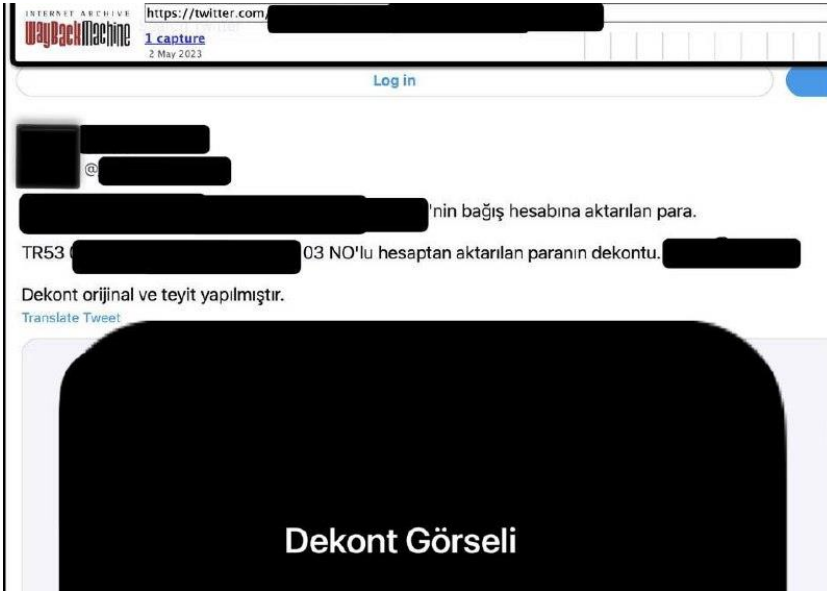 INTERNET ARCHIVE
WayBackMachine
https://twitter.com/
1 capture
2 May 2023
Log in
@
'nin bağış hesabına aktarılan para.
TR53 03 NO'lu hesaptan aktarılan paranın dekontu.
Dekont orijinal ve teyit yapılmıştır.
Translate Tweet
Dekont Görseli